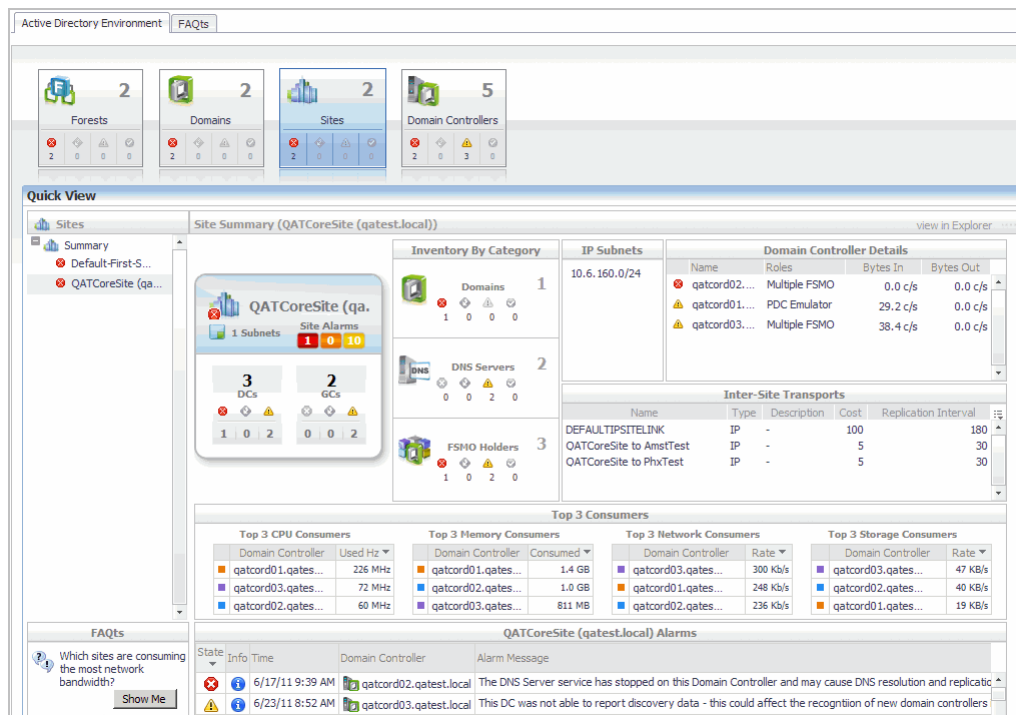 Active Directory Environment FAQts
2 2 2 5
Forests Domains Sites Domain Controllers
2 0 0 0 2 0 0 0 2 0 0 0 2 0 3 0
Quick View
Sites
Summary
Default-First-S...
QATCoreSite (qa...
Site Summary (QATCoreSite (qatest.local)) view in Explorer
QATCoreSite (qa.
1 Subnets Site Alarms
1 0 10
3 2
DCs GCs
1 0 2 0 0 2
Inventory By Category
Domains 1
1 0 0 0
DNS
DNS Servers 2
0 0 2 0
FSMO Holders 3
1 0 2 0
IP Subnets
10.6.160.0/24
Domain Controller Details
Name Roles Bytes In Bytes Out
qatcord02.... Multiple FSMO 0.0 c/s 0.0 c/s
qatcord01.... PDC Emulator 29.2 c/s 0.0 c/s
qatcord03.... Multiple FSMO 38.4 c/s 0.0 c/s
Inter-Site Transports
Name Type Description Cost Replication Interval
DEFAULTIPSITELINK IP - 100 180
QATCoreSite to AmstTest IP - 5 30
QATCoreSite to PhxTest IP - 5 30
Top 3 Consumers
Top 3 CPU Consumers
Domain Controller Used Hz
qatcord01.qates... 226 MHz
qatcord03.qates... 72 MHz
qatcord02.qates... 60 MHz
Top 3 Memory Consumers
Domain Controller Consumed
qatcord01.qates... 1.4 GB
qatcord02.qates... 1.0 GB
qatcord03.qates... 811 MB
Top 3 Network Consumers
Domain Controller Rate
qatcord03.qates... 300 Kb/s
qatcord01.qates... 248 Kb/s
qatcord02.qates... 236 Kb/s
Top 3 Storage Consumers
Domain Controller Rate
qatcord03.qates... 47 KB/s
qatcord02.qates... 40 KB/s
qatcord01.qates... 19 KB/s
FAQts
Which sites are consuming
the most network
bandwidth?
Show Me
QATCoreSite (qatest.local) Alarms
State Info Time Domain Controller Alarm Message
6/17/11 9:39 AM qatcord02.qatest.local The DNS Server service has stopped on this Domain Controller and may cause DNS resolution and replicatio
6/23/11 8:52 AM qatcord03.qatest.local This DC was not able to report discovery data - this could affect the recogntion of new domain controllers